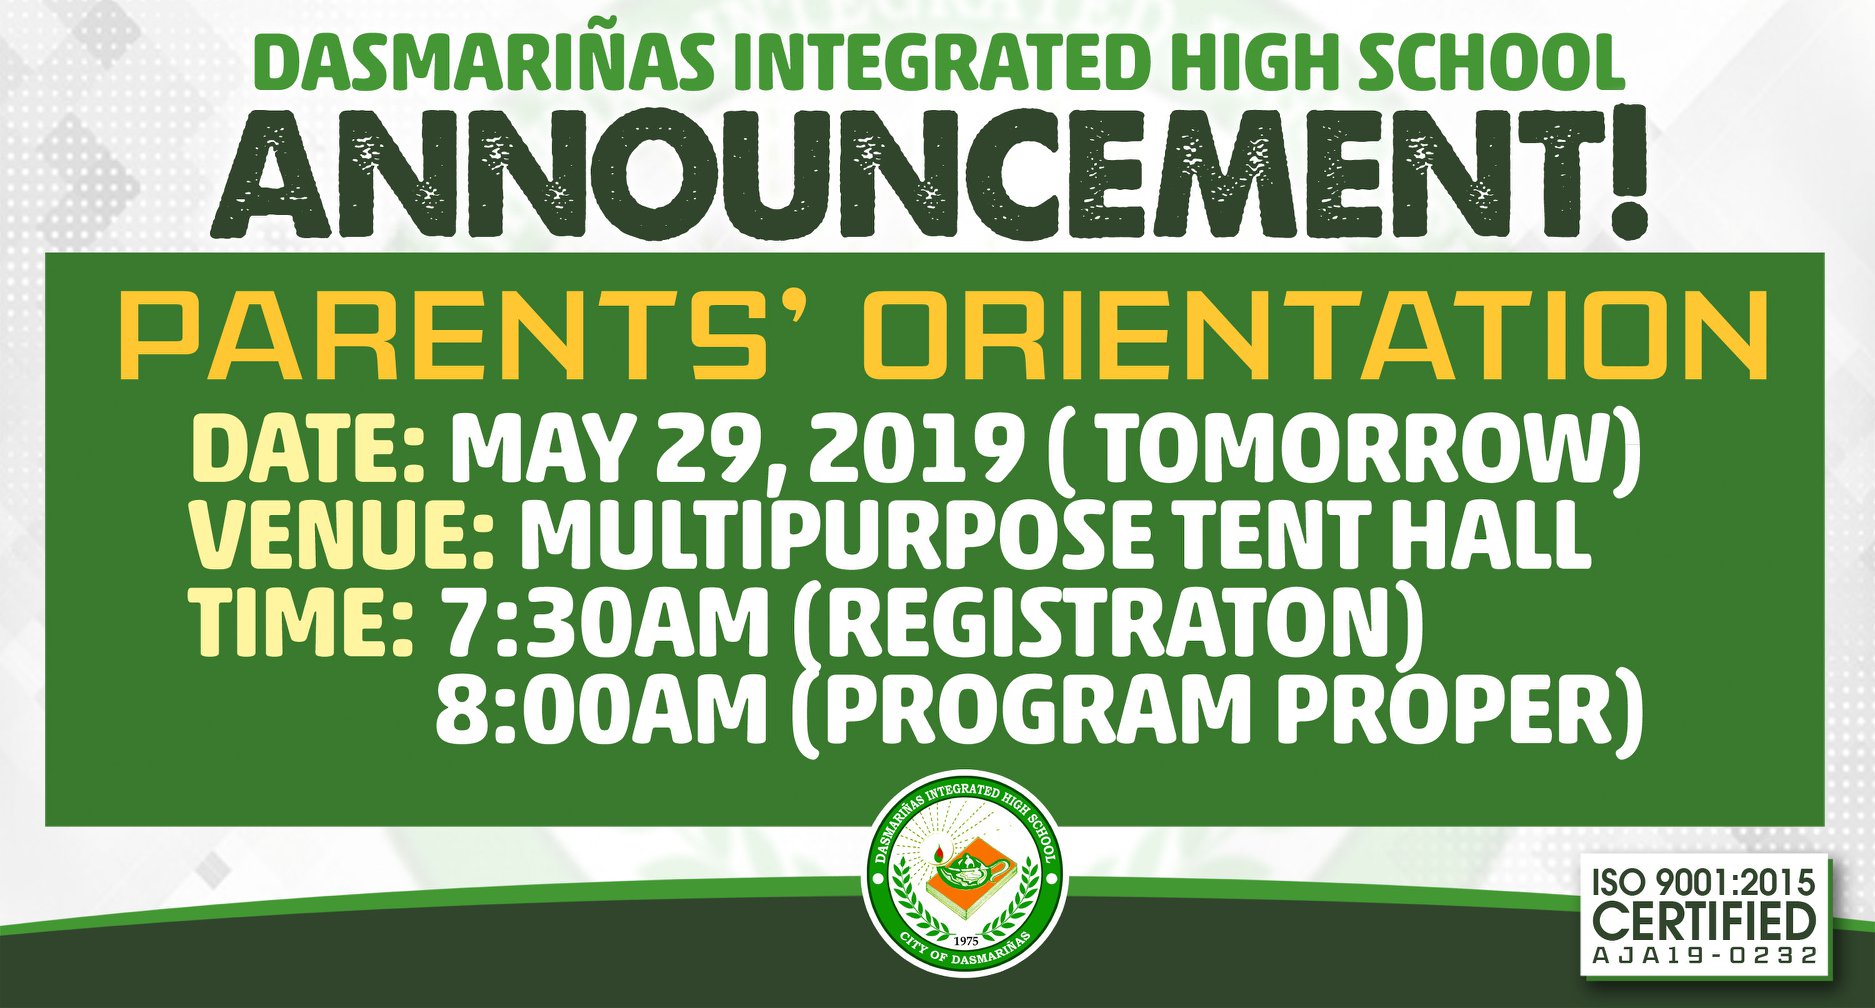 DASMARIÑAS INTEGRATED HIGH SCHOOL
ANNOUNCEMENT!
PARENTS’ ORIENTATION
DATE: MAY 29, 2019 ( TOMORROW)
VENUE: MULTIPURPOSE TENT HALL
TIME: 7:30AM (REGISTRATON)
8:00AM (PROGRAM PROPER)
DASMARIÑAS INTEGRATED HIGH SCHOOL
1975
CITY OF DASMARIÑAS
ISO 9001:2015
CERTIFIED
AJA19-0232